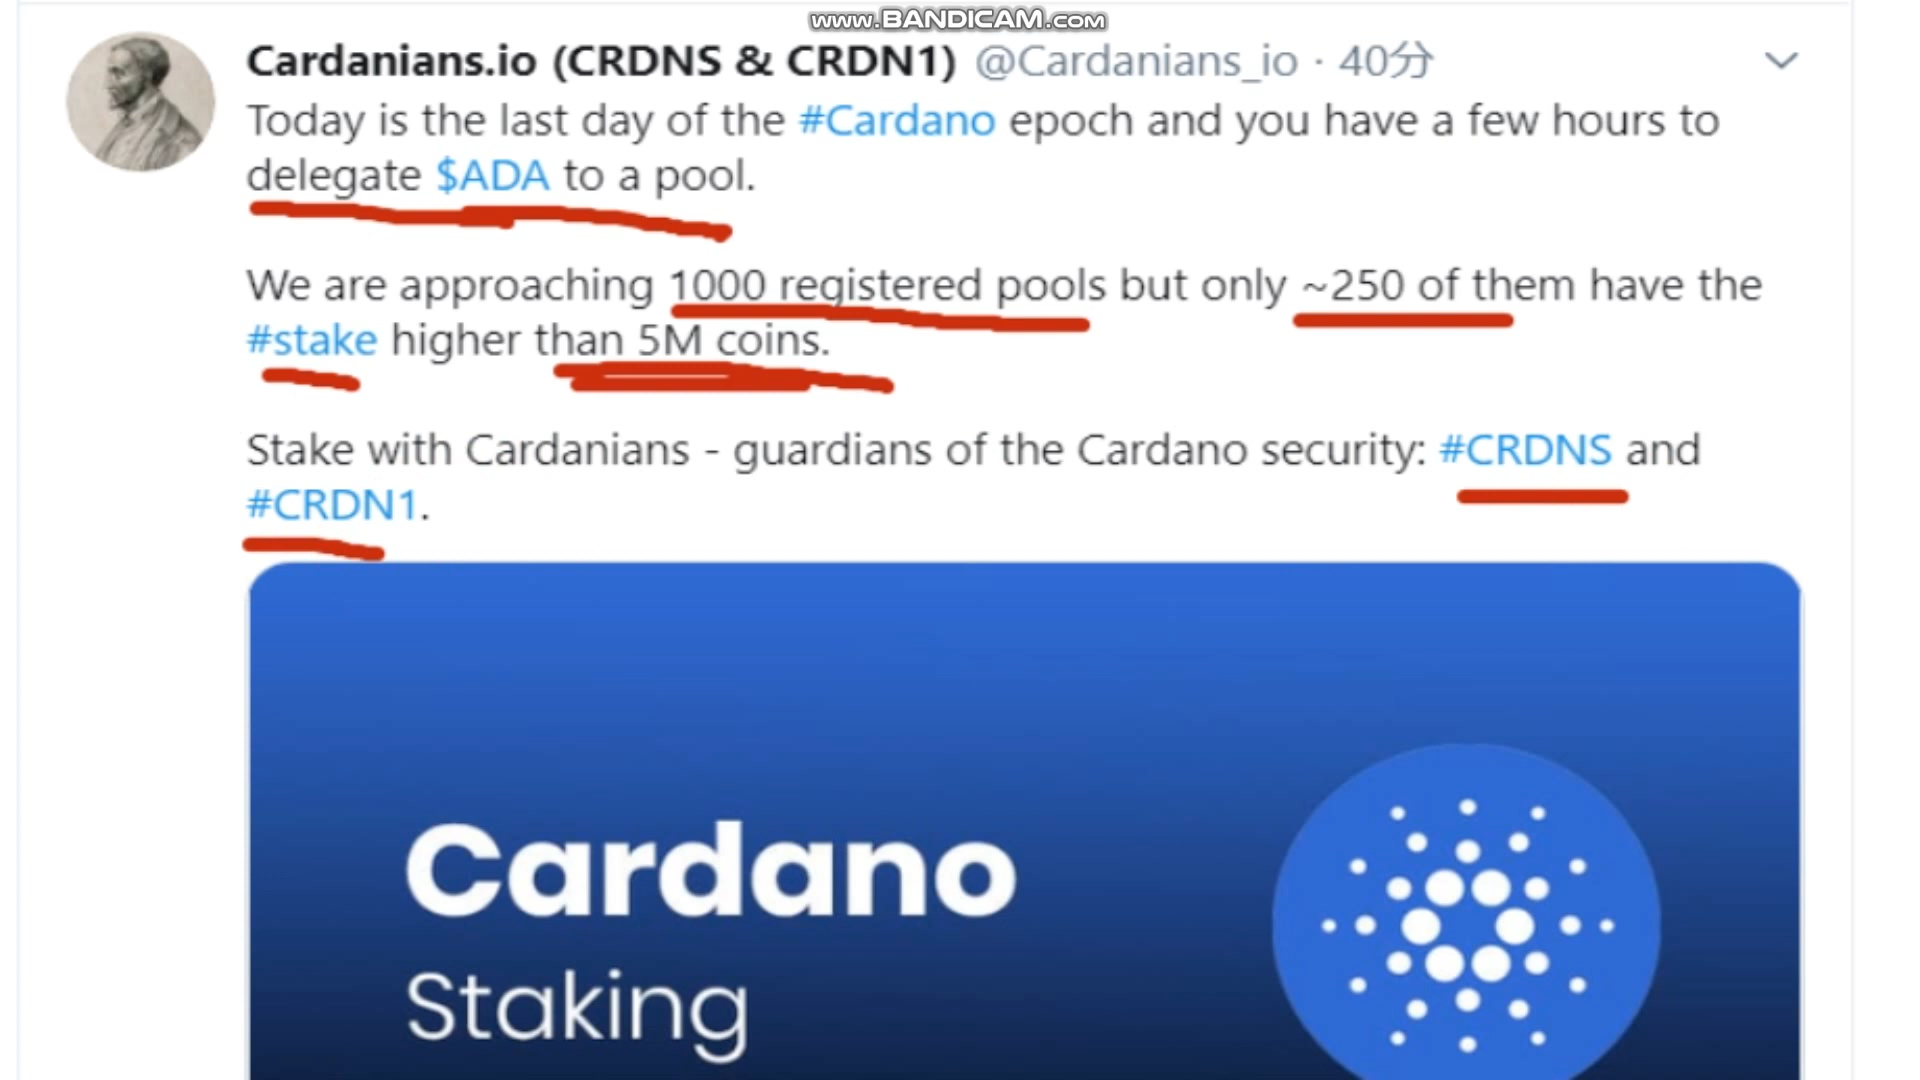 www.BANDICAM.com
Cardanians.io (CRDNS & CRDN1) @Cardanians_io · 40分
Today is the last day of the #Cardano epoch and you have a few hours to
delegate $ADA to a pool.
We are approaching 1000 registered pools but only ~250 of them have the
#stake higher than 5M coins.
Stake with Cardanians - guardians of the Cardano security: #CRDNS and
#CRDN1.
Cardano
Staking